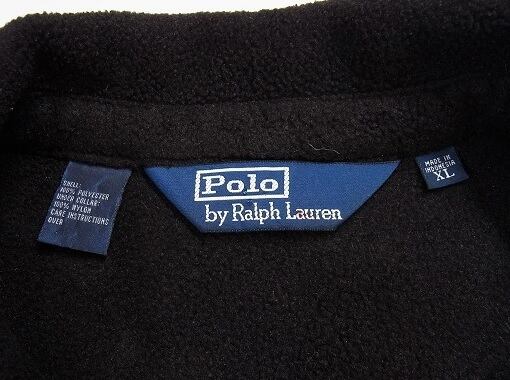 Polo
by Ralph Lauren
SHELL:
100% POLYESTER
UNDER COLLAR:
100% NYLON
CARE INSTRUCTIONS
OVER
MADE IN
INDONESIA
XL